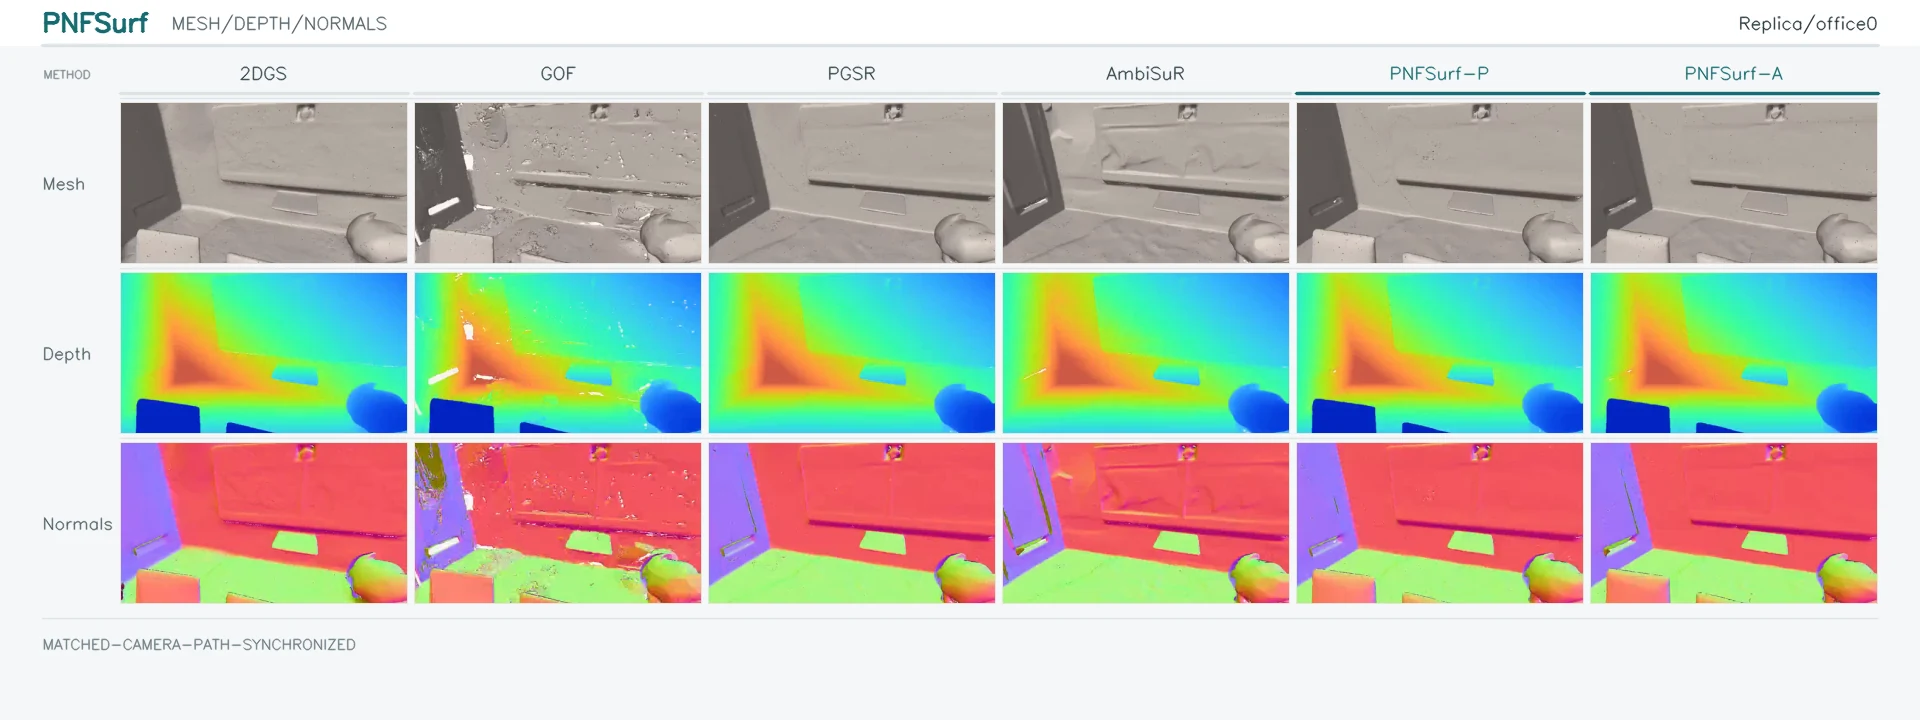 PNFSurf MESH/DEPTH/NORMALS Replica/office0
METHOD 2DGS GOF PGSR AmbiSuR PNFSurf-P PNFSurf-A
Mesh
Depth
Normals
MATCHED-CAMERA-PATH-SYNCHRONIZED